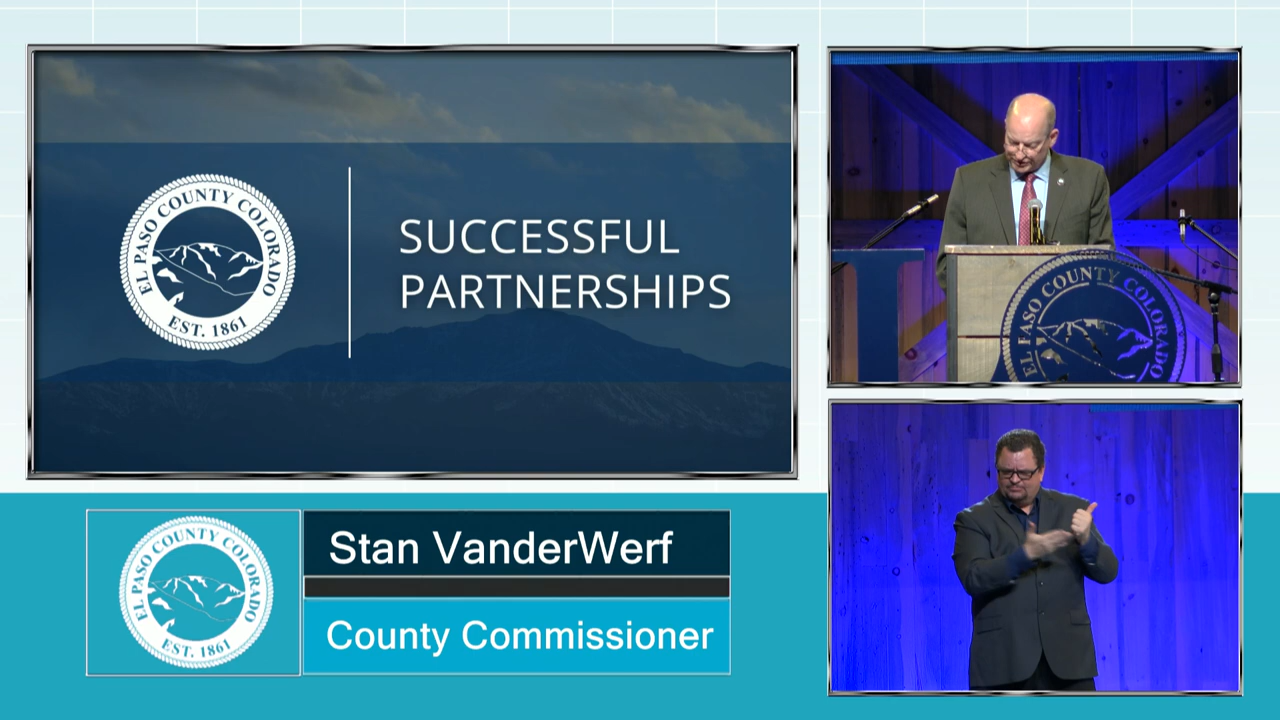 EL PASO COUNTY COLORADO
EST. 1861
SUCCESSFUL
PARTNERSHIPS
EL PASO COUNTY COLORADO
EL PASO COUNTY COLORADO
EST. 1861
Stan VanderWerf
County Commissioner